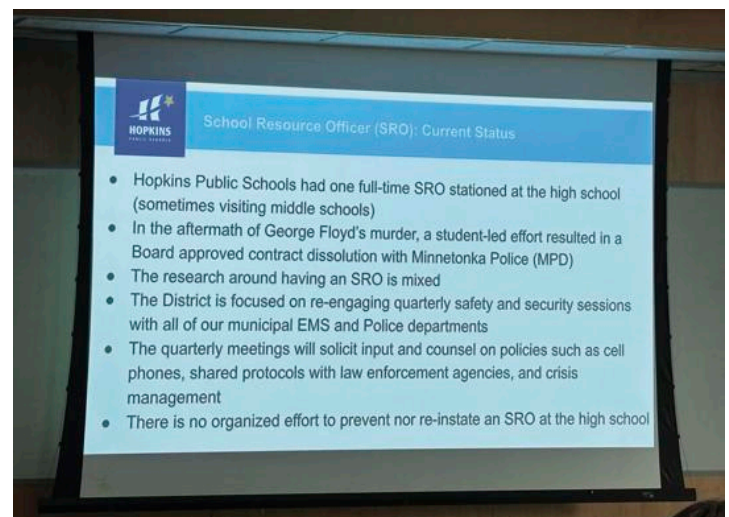 HOPKINS
PUBLIC SCHOOLS
School Resource Officer (SRO): Current Status
• Hopkins Public Schools had one full-time SRO stationed at the high school
(sometimes visiting middle schools)
• In the aftermath of George Floyd's murder, a student-led effort resulted in a
Board approved contract dissolution with Minnetonka Police (MPD)
• The research around having an SRO is mixed
• The District is focused on re-engaging quarterly safety and security sessions
with all of our municipal EMS and Police departments
• The quarterly meetings will solicit input and counsel on policies such as cell
phones, shared protocols with law enforcement agencies, and crisis
management
• There is no organized effort to prevent nor re-instate an SRO at the high school